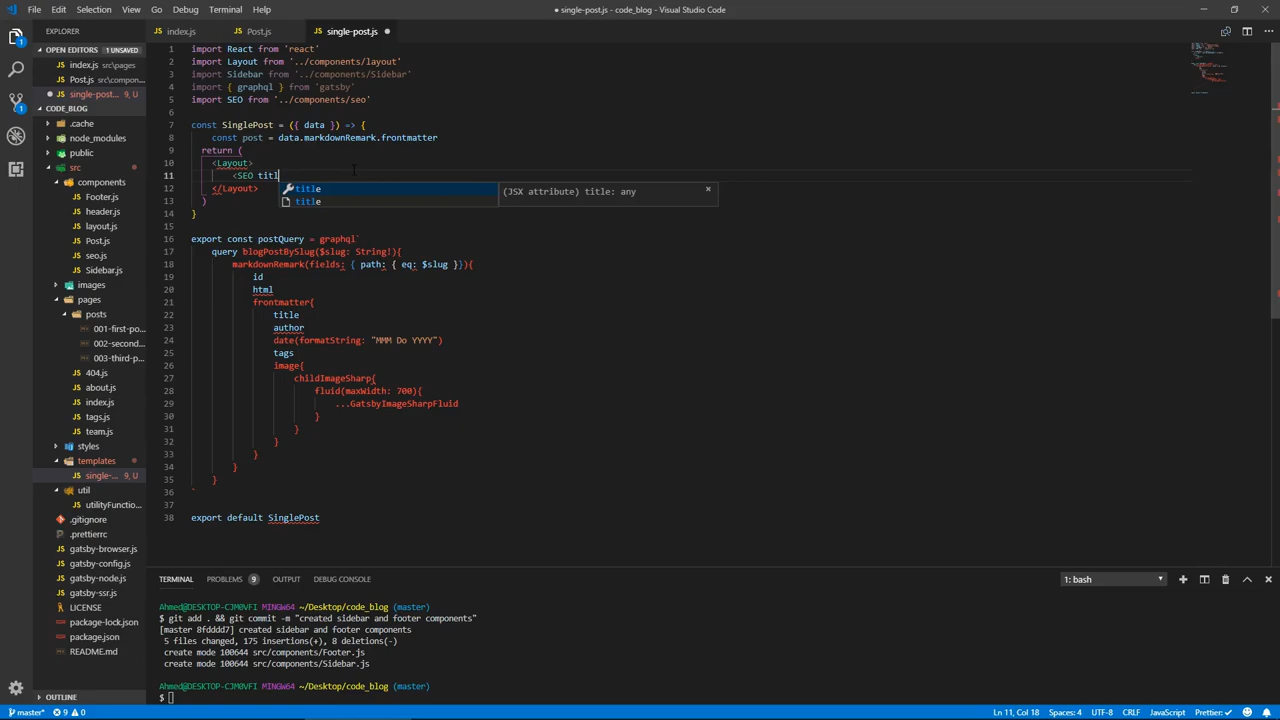 File Edit Selection View Go Debug Terminal Help
● single-post.js - code_blog - Visual Studio Code
EXPLORER
index.js
Post.js
single-post.js
OPEN EDITORS 1 UNSAVED
index.js src\pages
Post.js src\compon...
single-post... 9, U
CODE_BLOG
.cache
node_modules
public
src
components
Footer.js
header.js
layout.js
Post.js
seo.js
Sidebar.js
images
pages
posts
001-first-po...
002-second...
003-third-p...
404.js
about.js
index.js
tags.js
team.js
styles
templates
single-... 9, U
util
utilityFunctio...
.gitignore
.prettierrc
gatsby-browser.js
gatsby-config.js
gatsby-node.js
gatsby-ssr.js
LICENSE
package-lock.json
package.json
README.md
OUTLINE
1 import React from 'react'
2 import Layout from '../components/layout'
3 import Sidebar from '../components/Sidebar'
4 import { graphql } from 'gatsby'
5 import SEO from '../components/seo'
6
7 const SinglePost = ({ data }) => {
8 const post = data.markdownRemark.frontmatter
9 return (
10 <Layout>
11 <SEO titl
12 </Layout>
13 )
14 }
title
title
(JSX attribute) title: any
15
16 export const postQuery = graphql`
17 query blogPostBySlug($slug: String!){
18 markdownRemark(fields: { path: { eq: $slug }}){
19 id
20 html
21 frontmatter{
22 title
23 author
24 date(formatString: "MMM Do YYYY")
25 tags
26 image{
27 childImageSharp{
28 fluid(maxWidth: 700){
29 ...GatsbyImageSharpFluid
30 }
31 }
32 }
33 }
34 }
35 }
36 `
37
38 export default SinglePost
TERMINAL PROBLEMS 9 OUTPUT DEBUG CONSOLE
1: bash
Ahmed@DESKTOP-CJM0VFI MINGW64 ~/Desktop/code_blog (master)
$ git add . && git commit -m "created sidebar and footer components"
[master 8fdddd7] created sidebar and footer components
5 files changed, 175 insertions(+), 8 deletions(-)
create mode 100644 src/components/Footer.js
create mode 100644 src/components/Sidebar.js
Ahmed@DESKTOP-CJM0VFI MINGW64 ~/Desktop/code_blog (master)
$
master* 9 0
Ln 11, Col 18 Spaces: 4 UTF-8 CRLF JavaScript Prettier: ✓